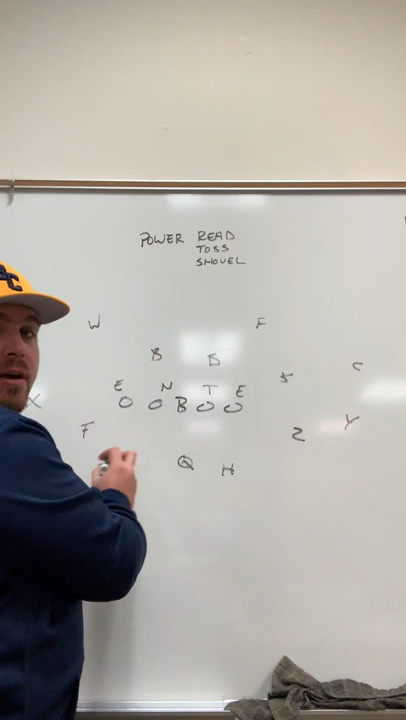 POWER READ
TOSS
SHOVEL
W F
B B
C
E N T E S
X O O B O O
F Z Y
Q H